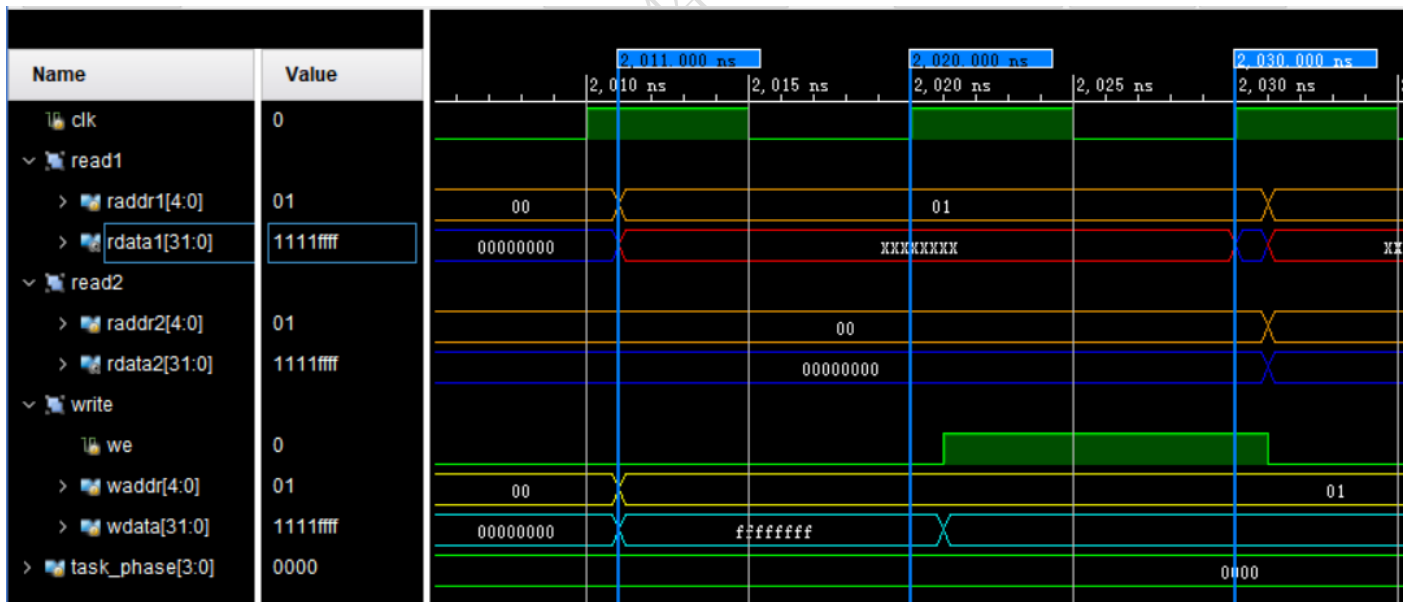 2,011.000 ns 2,020.000 ns 2,030.000 ns
Name Value
2,010 ns 2,015 ns 2,020 ns 2,025 ns 2,030 ns
clk 0
read1
raddr1[4:0] 01 00 01
rdata1[31:0] 1111ffff 00000000 XXXXXXXX XX
read2
raddr2[4:0] 01 00
rdata2[31:0] 1111ffff 00000000
write
we 0
waddr[4:0] 01 00 01
wdata[31:0] 1111ffff 00000000 ffffffff
task_phase[3:0] 0000 0000